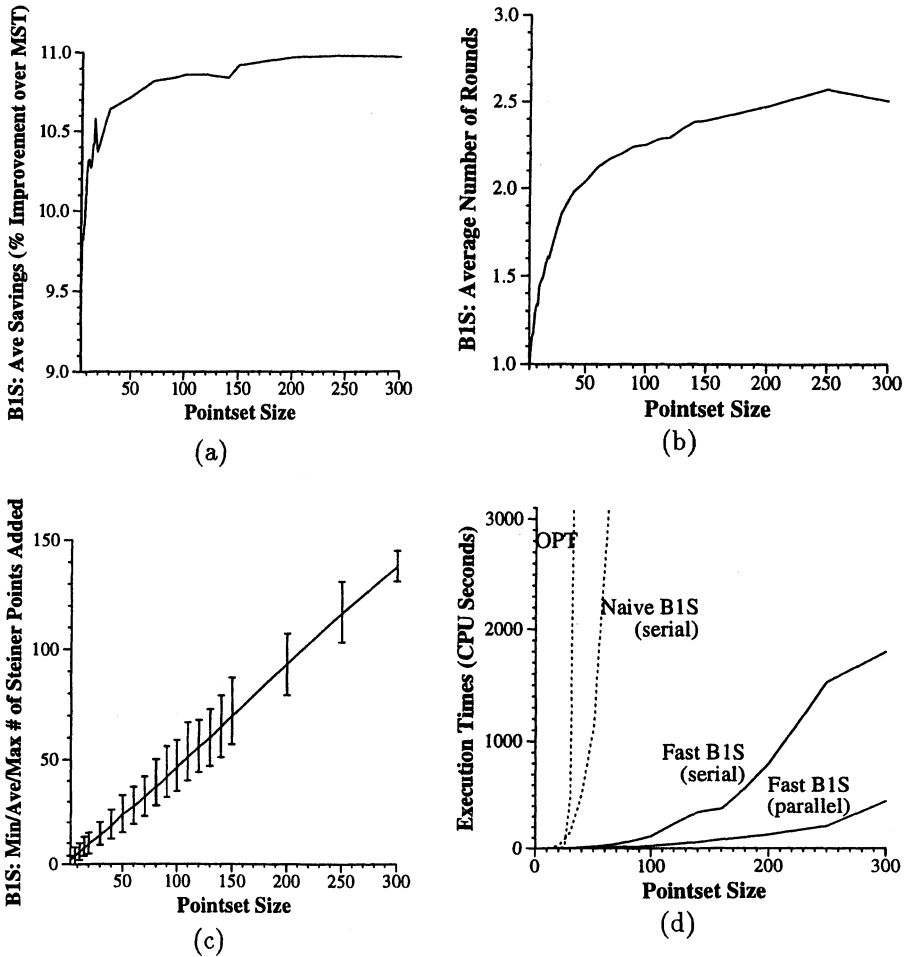 B1S: Ave Savings (% Improvement over MST)
11.0
10.5
10.0
9.5
9.0
50
100
150
200
250
300
Pointset Size
(a)
B1S: Average Number of Rounds
3.0
2.5
2.0
1.5
1.0
50
100
150
200
250
300
Pointset Size
(b)
B1S: Min/Ave/Max # of Steiner Points Added
150
100
50
0
50
100
150
200
250
300
Pointset Size
(c)
Execution Times (CPU Seconds)
3000
2000
1000
0
OPT
Naive B1S
(serial)
Fast B1S
(serial)
Fast B1S
(parallel)
0
100
200
300
Pointset Size
(d)